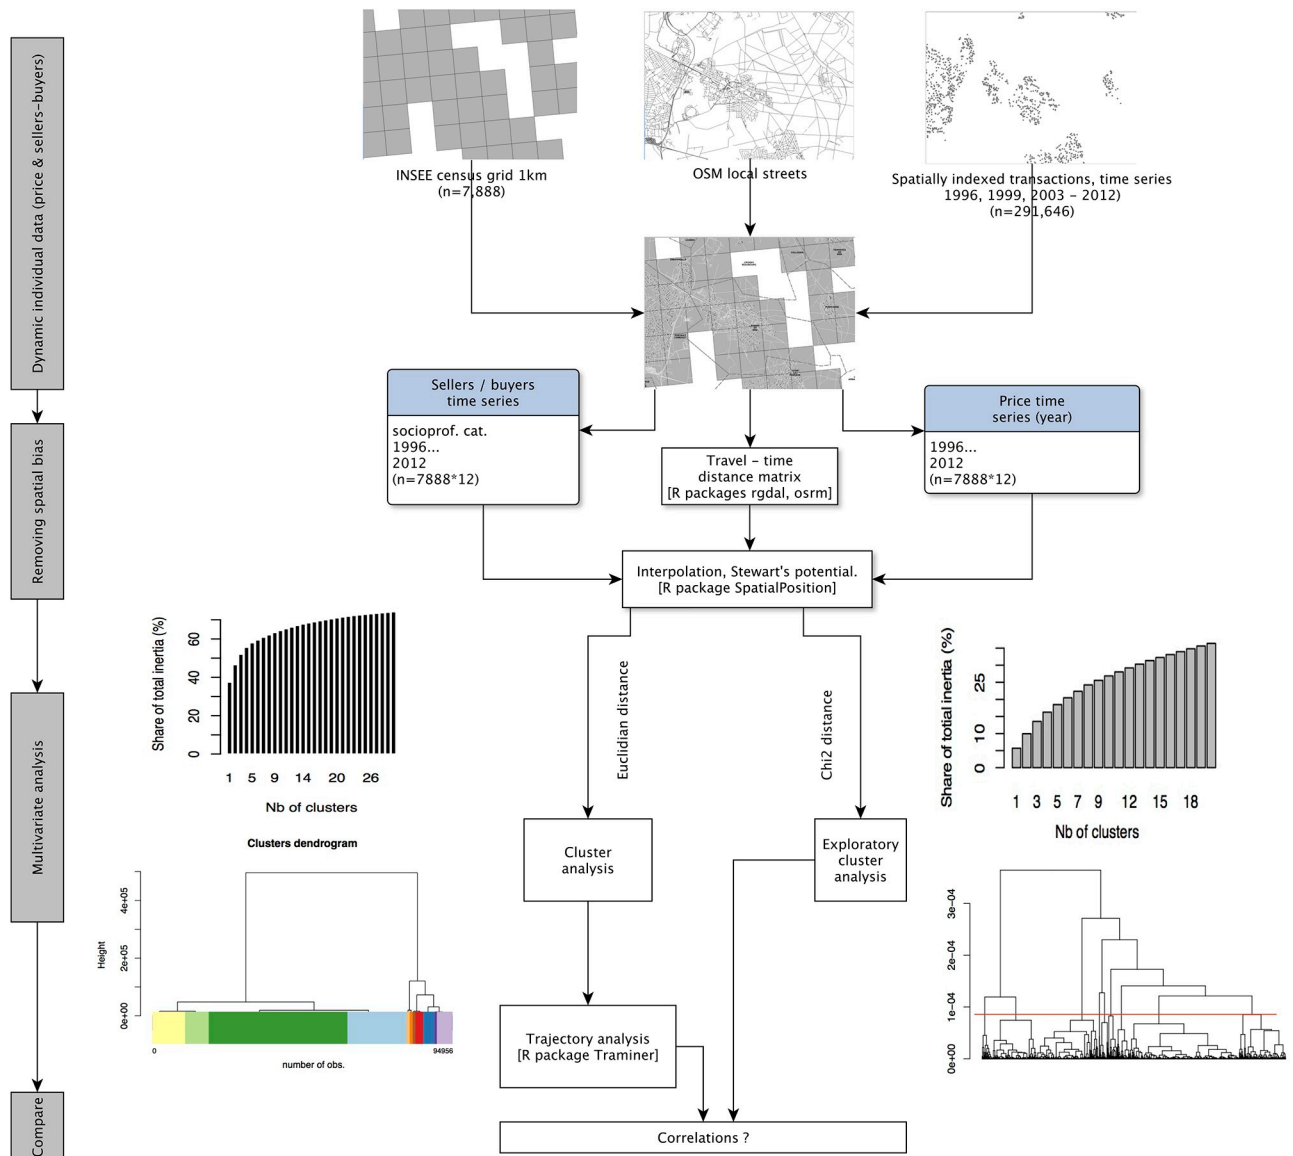 Dynamic individual data (price & sellers-buyers)
Removing spatial bias
Multivariate analysis
Compare
INSEE census grid 1km
(n=7,888)
OSM local streets
Spatially indexed transactions, time series
1996, 1999, 2003 - 2012)
(n=291,646)
Sellers / buyers
time series
socioprof. cat.
1996...
2012
(n=7888*12)
Travel - time
distance matrix
[R packages rgdal, osrm]
Price time
series (year)
1996...
2012
(n=7888*12)
Interpolation, Stewart's potential.
[R package SpatialPosition]
Euclidian distance
Chi2 distance
Share of total inertia (%)
60
40
20
0
1 5 9 14 20 26
Nb of clusters
Share of totial inertia (%)
25
10
0
1 3 5 7 9 12 15 18
Nb of clusters
Cluster
analysis
Exploratory
cluster
analysis
Clusters dendrogram
Height
4e+05
2e+05
0e+00
0 94956
number of obs.
3e-04
2e-04
1e-04
0e+00
Trajectory analysis
[R package Traminer]
Correlations ?